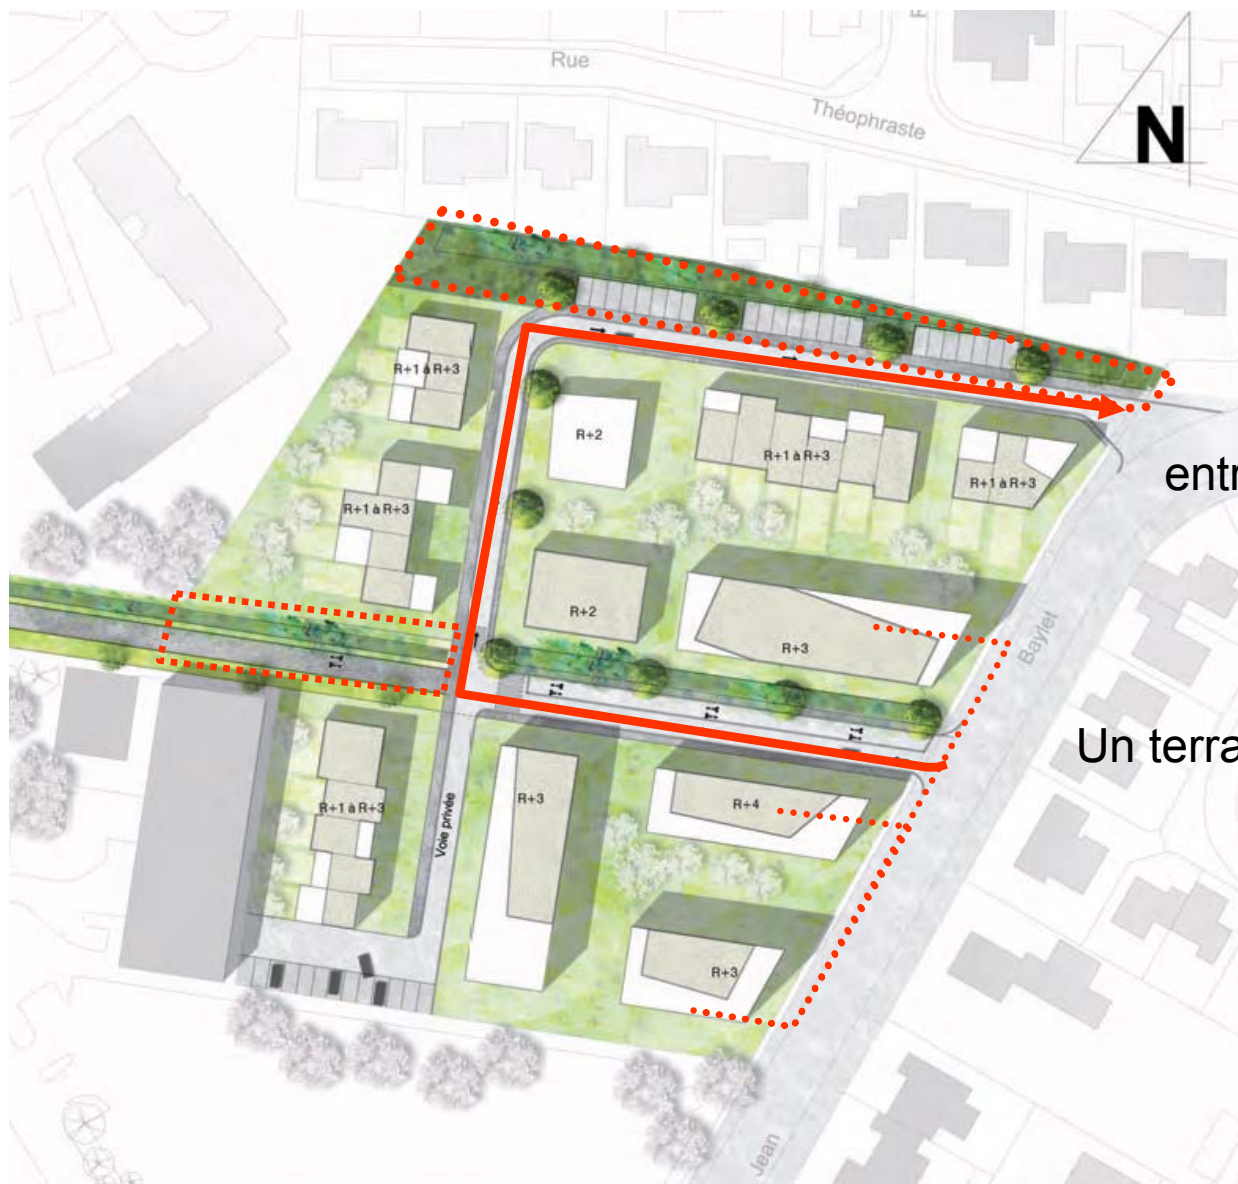 Rue
Théophraste
N
R+1 à R+3
R+2
R+1 à R+3
R+1 à R+3
entr
R+1 à R+3
R+2
R+3
Baylet
Un terra
R+1 à R+3
Voie privée
R+3
R+4
R+3
Jean